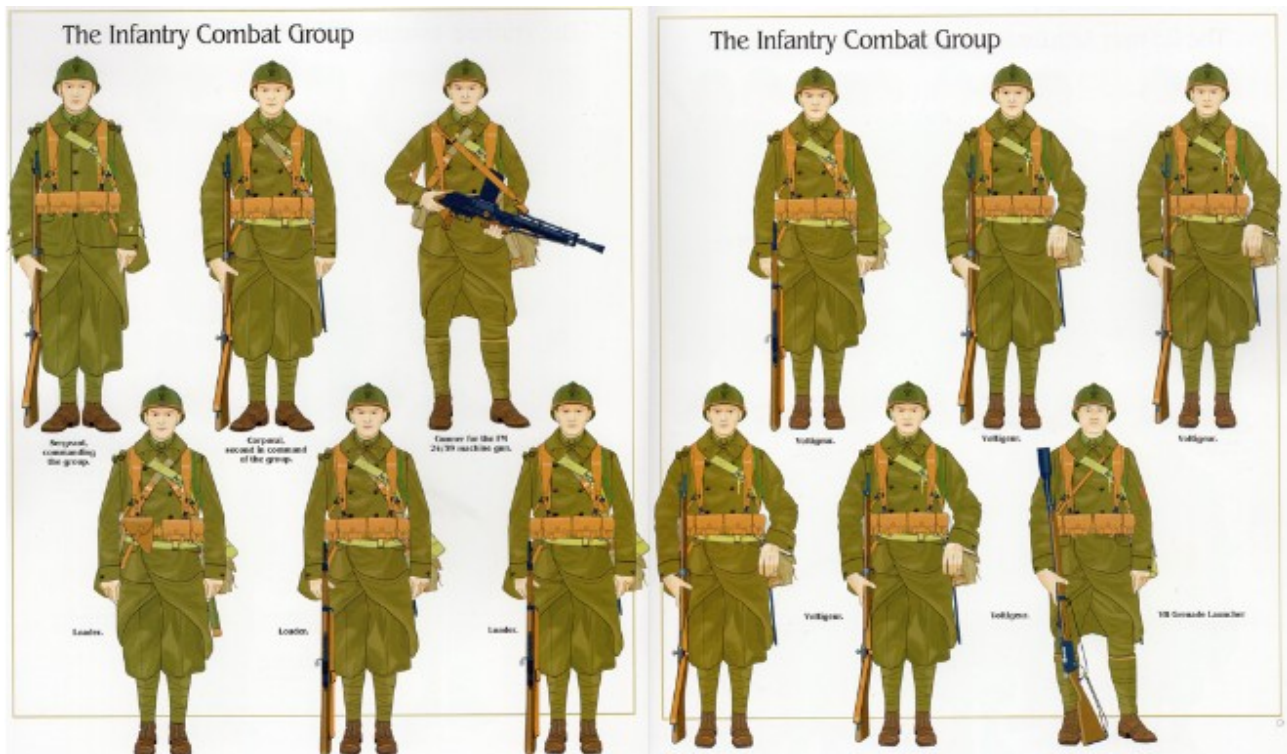 The Infantry Combat Group
The Infantry Combat Group
Sergeant,
commanding
the group.
Corporal,
second in command
of the group.
Gunner for the FM
24/29 machine gun.
Voltigeur.
Voltigeur.
Voltigeur.
Loader.
Loader.
Loader.
Voltigeur.
Voltigeur.
VB Grenade Launcher